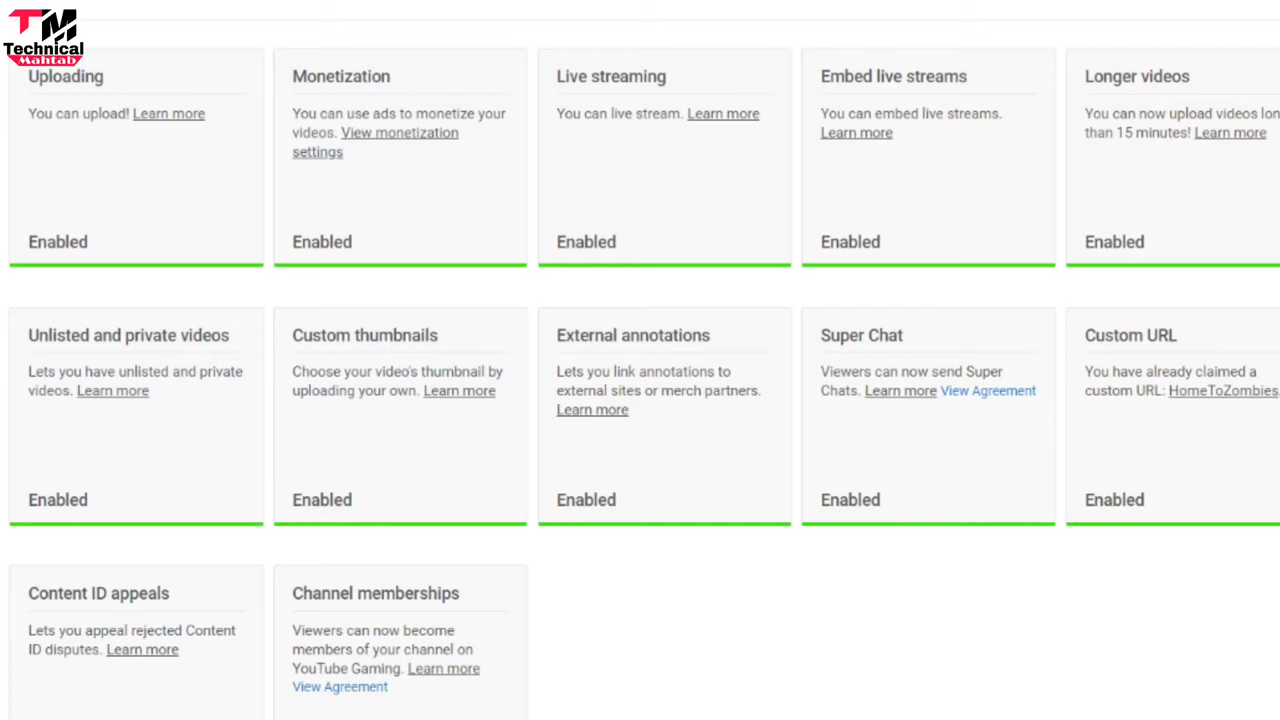 TM
Technical
Mahtab
Uploading
You can upload! Learn more
Enabled
Monetization
You can use ads to monetize your
videos. View monetization
settings
Enabled
Live streaming
You can live stream. Learn more
Enabled
Embed live streams
You can embed live streams.
Learn more
Enabled
Longer videos
You can now upload videos lon
than 15 minutes! Learn more
Enabled
Unlisted and private videos
Lets you have unlisted and private
videos. Learn more
Enabled
Custom thumbnails
Choose your video's thumbnail by
uploading your own. Learn more
Enabled
External annotations
Lets you link annotations to
external sites or merch partners.
Learn more
Enabled
Super Chat
Viewers can now send Super
Chats. Learn more View Agreement
Enabled
Custom URL
You have already claimed a
custom URL: HomeToZombies.
Enabled
Content ID appeals
Lets you appeal rejected Content
ID disputes. Learn more
Channel memberships
Viewers can now become
members of your channel on
YouTube Gaming. Learn more
View Agreement